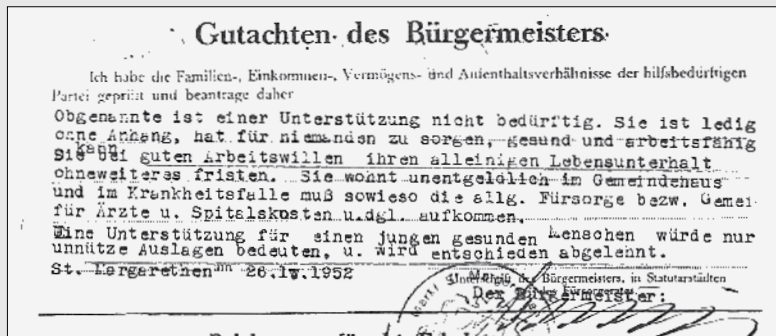 Gutachten des Bürgermeisters
Ich habe die Familien-, Einkommen-, Vermögens- und Aufenthaltsverhältnisse der hilfsbedürftigen
Partei geprüft und beantrage daher
Obgenannte ist einer Unterstützung nicht bedürftig. Sie ist ledig
ohne Anhang, hat für niemanden zu sorgen, gesund und arbeitsfähig
Sie kann bei guten Arbeitswillen ihren alleinigen Lebensunterhalt
ohneweiteres fristen. Sie wohnt unentgeldlich im Gemeindehaus
und im Krankheitsfalle muß sowieso die allg. Fürsorge bezw. Gemei-
für Ärzte u. Spitalskosten u.dgl. aufkommen.
Eine Unterstützung für einen jungen gesunden Menschen würde nur
unnütze Auslagen bedeuten, u. wird entschieden abgelehnt.
St. Margarethen 1952
Unterschrift des Bürgermeisters, in Statutarstädten
Der Bürgermeister: